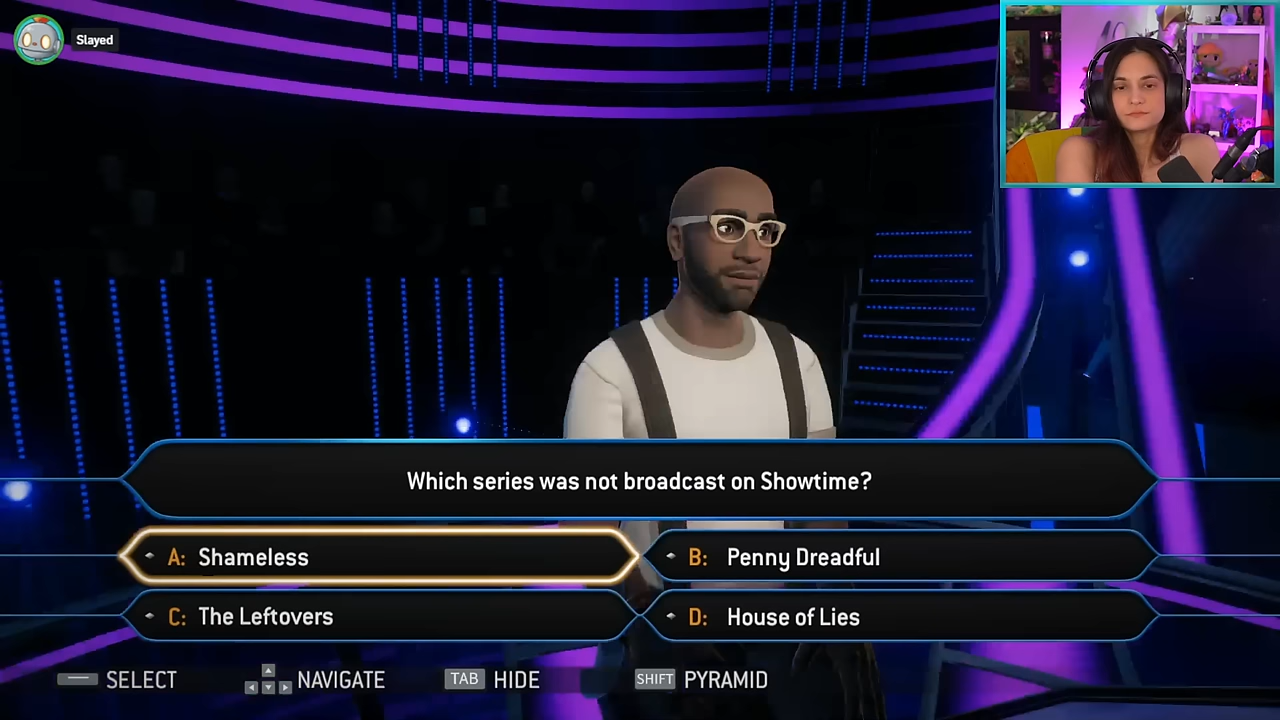 Slayed
Which series was not broadcast on Showtime?
A: Shameless
B: Penny Dreadful
C: The Leftovers
D: House of Lies
SELECT
NAVIGATE
TAB HIDE
SHIFT PYRAMID